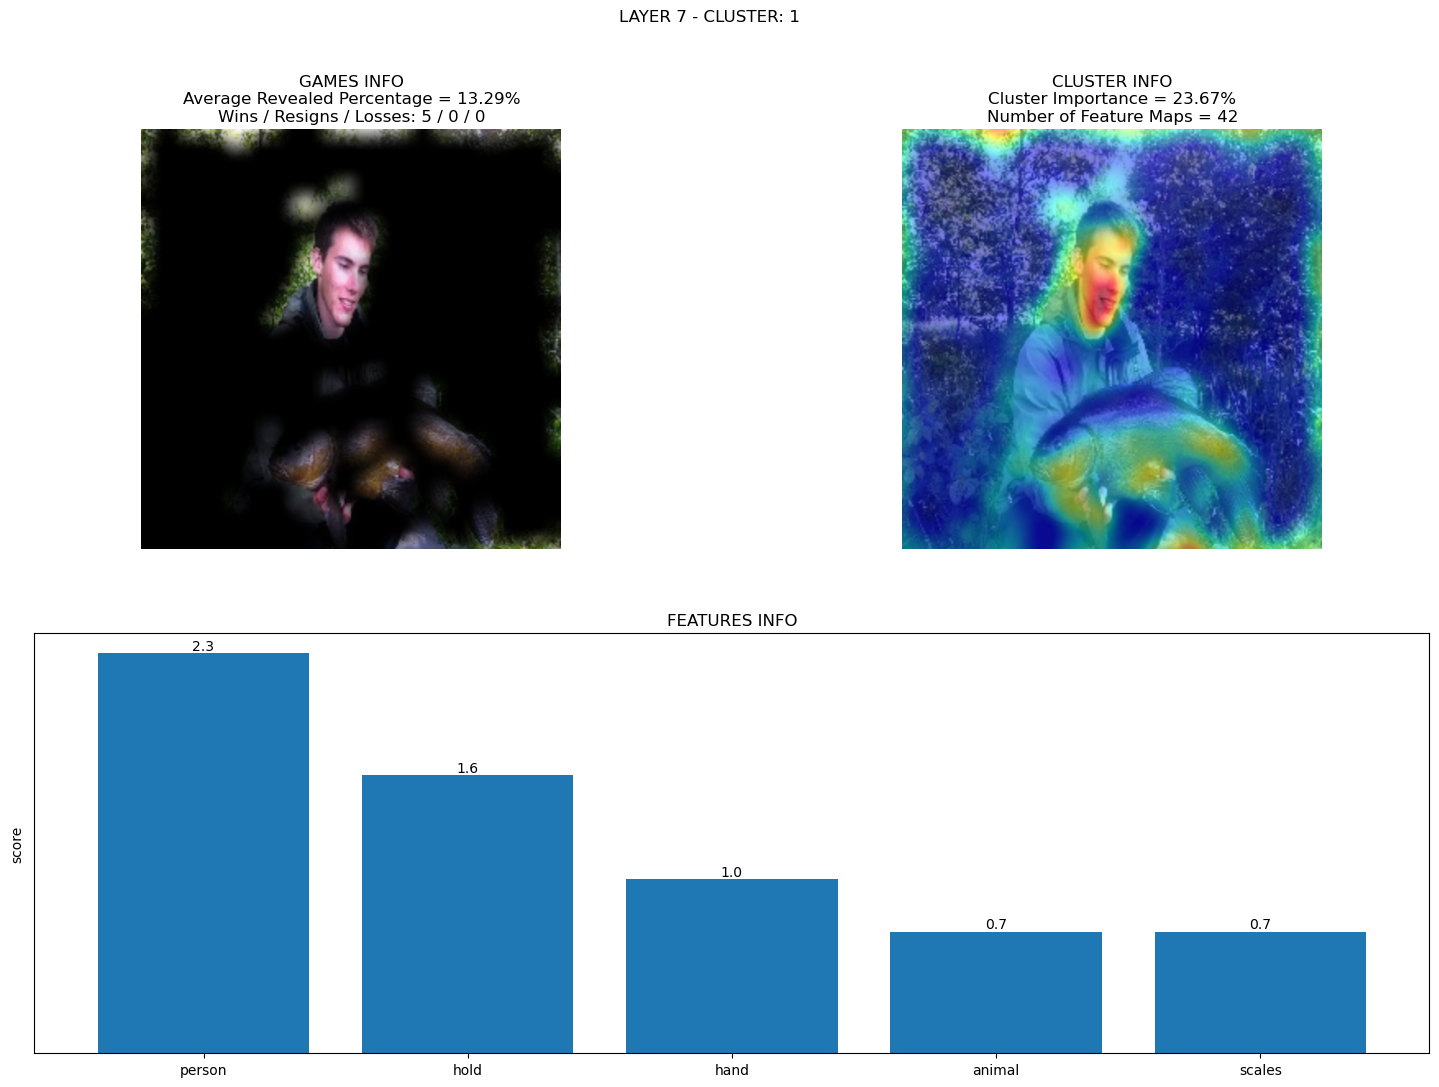 LAYER 7 - CLUSTER: 1
GAMES INFO
Average Revealed Percentage = 13.29%
Wins / Resigns / Losses: 5 / 0 / 0
CLUSTER INFO
Cluster Importance = 23.67%
Number of Feature Maps = 42
FEATURES INFO
score
2.3
1.6
1.0
0.7
0.7
person
hold
hand
animal
scales